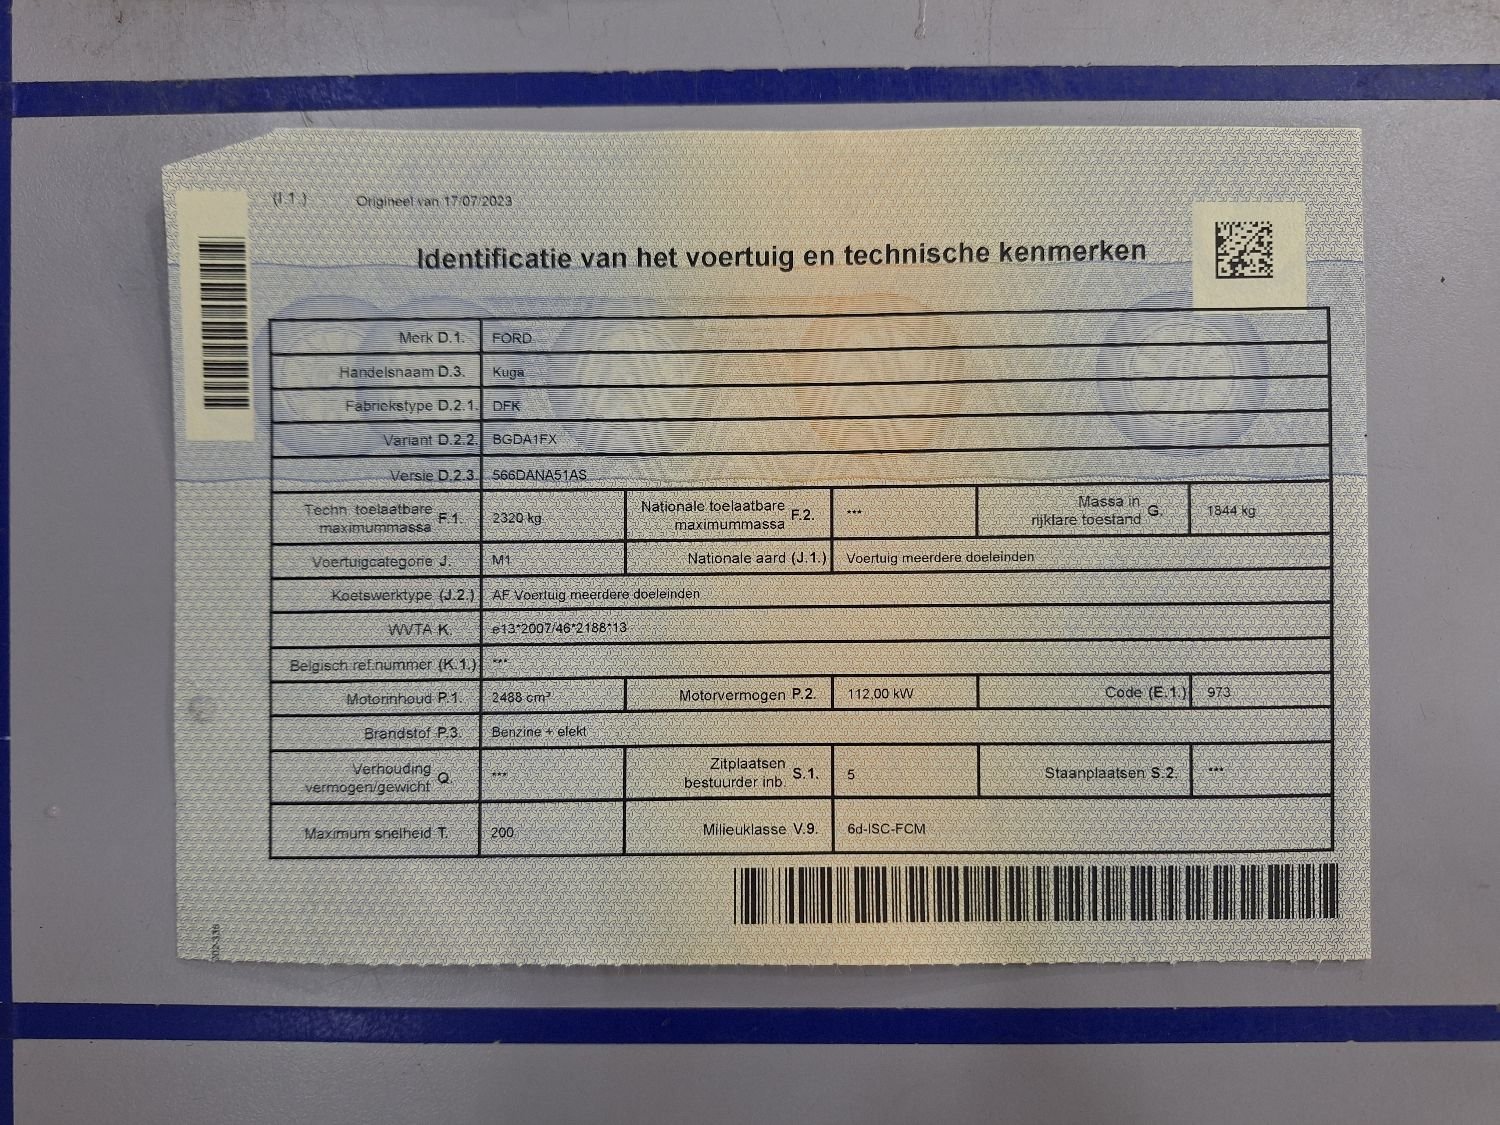 (I.1.) Origineel van 17/07/2023
Identificatie van het voertuig en technische kenmerken
Merk D.1. FORD
Handelsnaam D.3. Kuga
Fabriekstype D.2.1. DFK
Variant D.2.2. BGDA1FX
Versie D.2.3. 566DANA51AS
Techn. toelaatbare maximummassa F.1. 2320 kg Nationale toelaatbare maximummassa F.2. *** Massa in rijklare toestand G. 1844 kg
Voertuigcategorie J. M1 Nationale aard (J.1.) Voertuig meerdere doeleinden
Koetswerktype (J.2.) AF Voertuig meerdere doeleinden
WVTA K. e13*2007/46*2188*13
Belgisch ref.nummer (K.1.) ***
Motorinhoud P.1. 2488 cm³ Motorvermogen P.2. 112,00 kW Code (E.1.) 973
Brandstof P.3. Benzine + elekt
Verhouding vermogen/gewicht Q. *** Zitplaatsen bestuurder inb. S.1. 5 Staanplaatsen S.2. ***
Maximum snelheid T. 200 Milieuklasse V.9. 6d-ISC-FCM